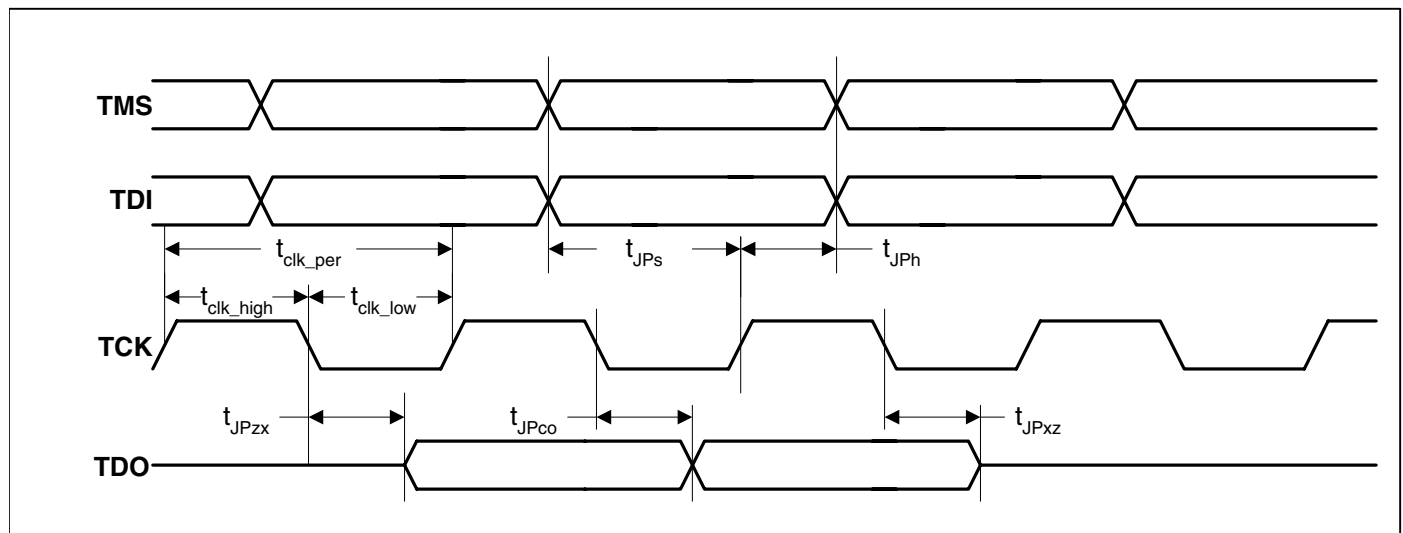 TMS
TDI
t_clk_per
t_JPs
t_JPh
t_clk_high
t_clk_low
TCK
t_JPzx
t_JPco
t_JPxz
TDO